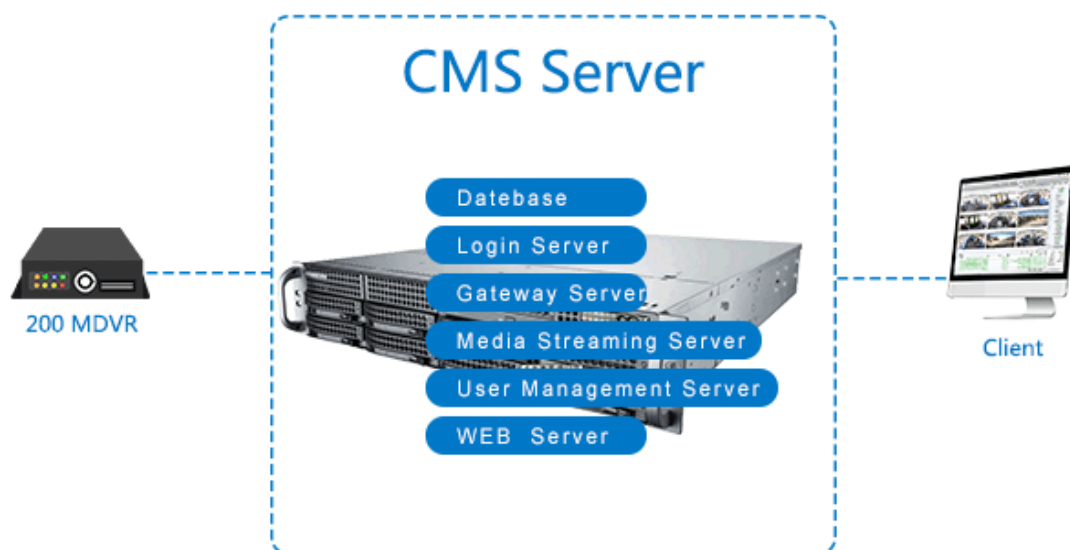 CMS Server
Datebase
Login Server
Gateway Server
Media Streaming Server
User Management Server
WEB Server
200 MDVR
Client